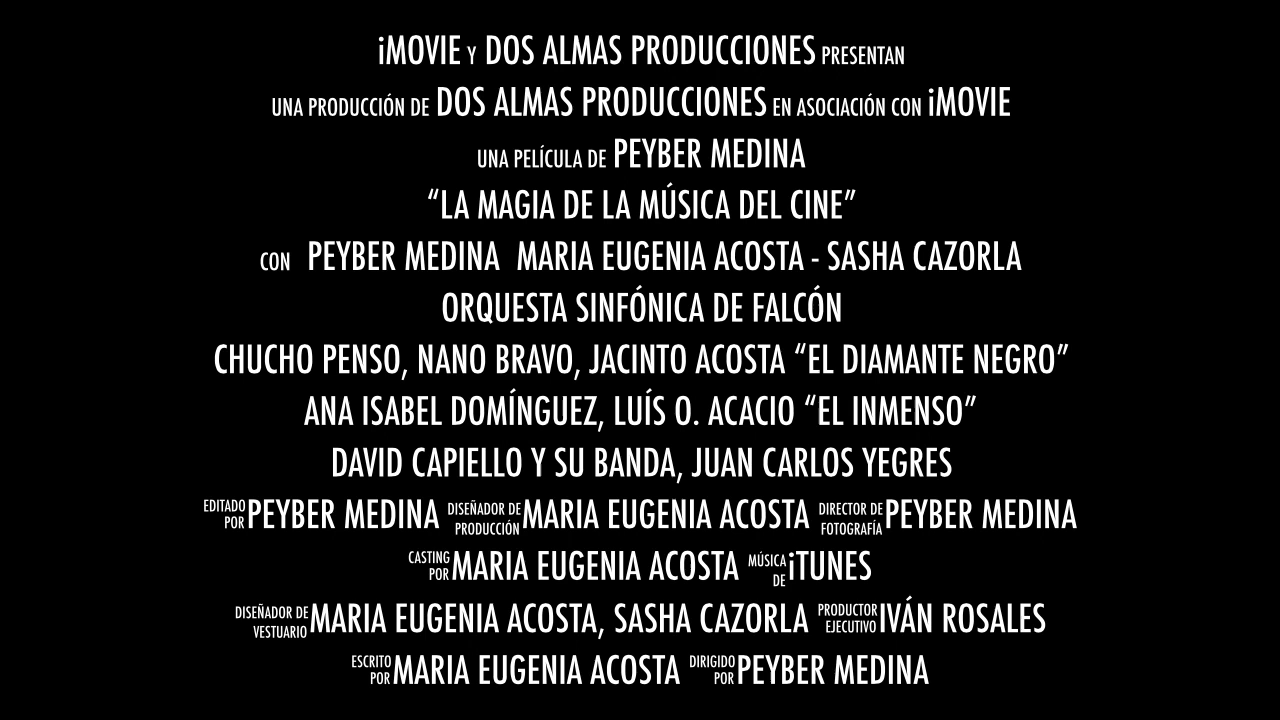 iMOVIE Y DOS ALMAS PRODUCCIONES PRESENTAN
UNA PRODUCCIÓN DE DOS ALMAS PRODUCCIONES EN ASOCIACIÓN CON iMOVIE
UNA PELÍCULA DE PEYBER MEDINA
“LA MAGIA DE LA MÚSICA DEL CINE”
CON PEYBER MEDINA MARIA EUGENIA ACOSTA - SASHA CAZORLA
ORQUESTA SINFÓNICA DE FALCÓN
CHUCHO PENSO, NANO BRAVO, JACINTO ACOSTA “EL DIAMANTE NEGRO”
ANA ISABEL DOMÍNGUEZ, LUÍS O. ACACIO “EL INMENSO”
DAVID CAPIELLO Y SU BANDA, JUAN CARLOS YEGRES
EDITADO POR PEYBER MEDINA DISEÑADOR DE PRODUCCIÓN MARIA EUGENIA ACOSTA DIRECTOR DE FOTOGRAFÍA PEYBER MEDINA
CASTING POR MARIA EUGENIA ACOSTA MÚSICA DE iTUNES
DISEÑADOR DE VESTUARIO MARIA EUGENIA ACOSTA, SASHA CAZORLA PRODUCTOR EJECUTIVO IVÁN ROSALES
ESCRITO POR MARIA EUGENIA ACOSTA DIRIGIDO POR PEYBER MEDINA